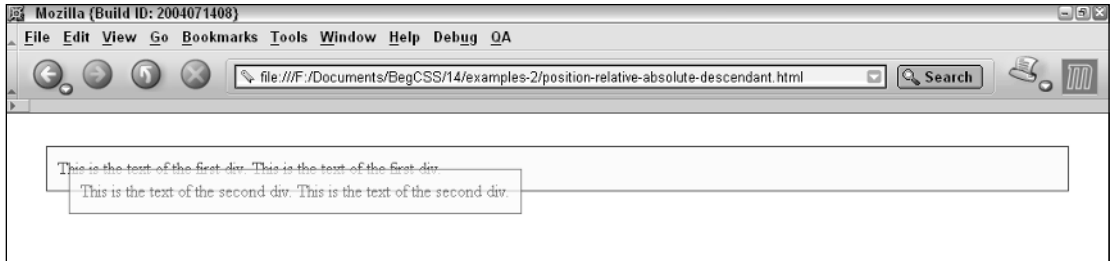 Mozilla {Build ID: 2004071408}
File Edit View Go Bookmarks Tools Window Help Debug QA
file:///F:/Documents/BegCSS/14/examples-2/position-relative-absolute-descendant.html Search
This is the text of the first div. This is the text of the first div.
This is the text of the second div. This is the text of the second div.